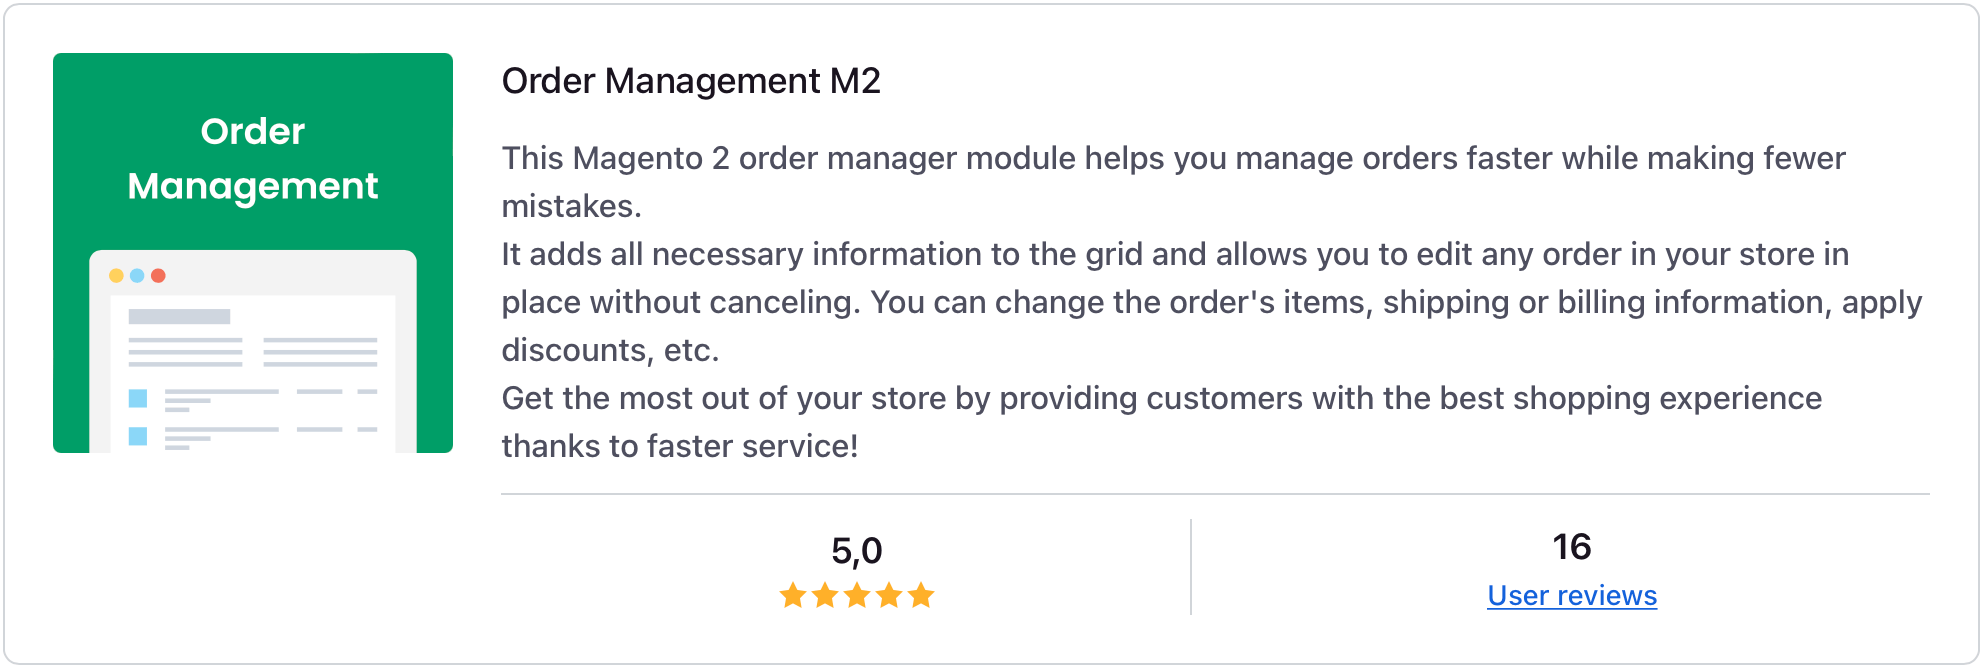 Order
Management
Order Management M2
This Magento 2 order manager module helps you manage orders faster while making fewer
mistakes.
It adds all necessary information to the grid and allows you to edit any order in your store in
place without canceling. You can change the order's items, shipping or billing information, apply
discounts, etc.
Get the most out of your store by providing customers with the best shopping experience
thanks to faster service!
5,0
16
User reviews